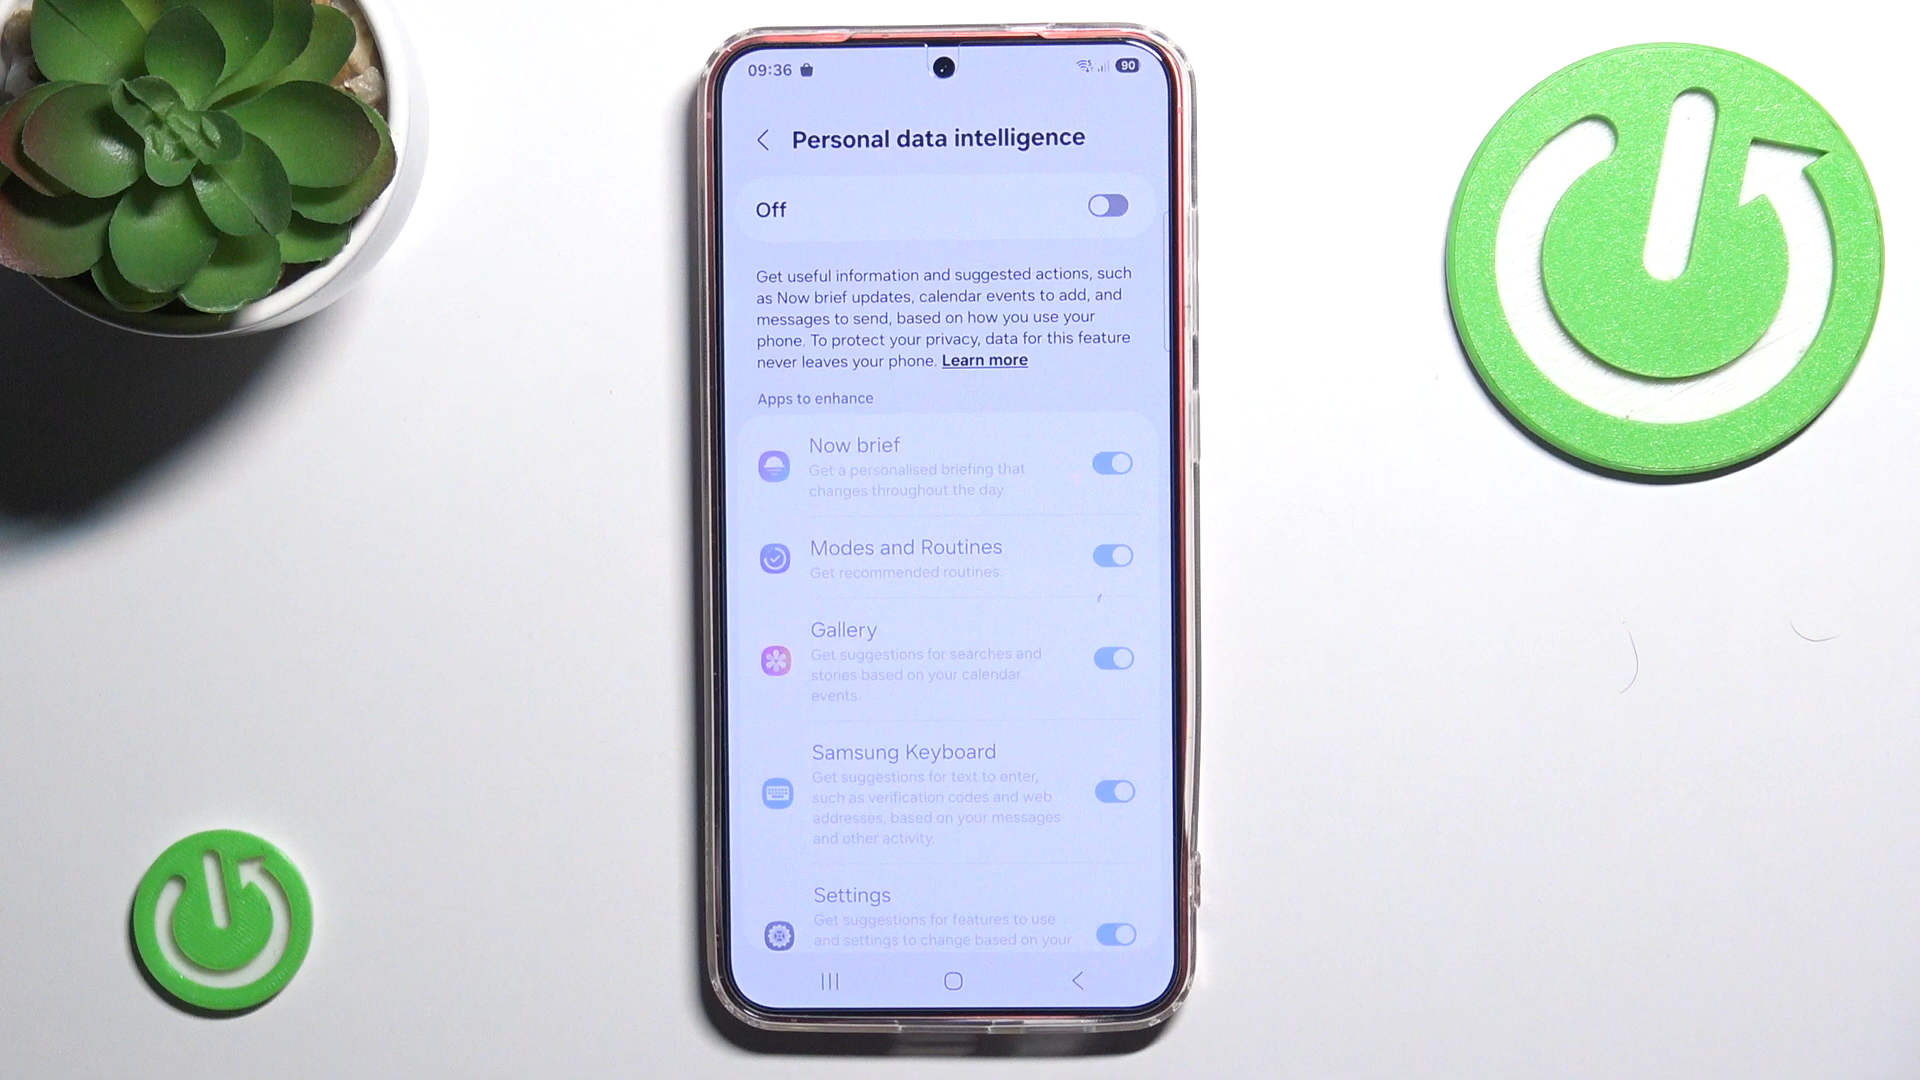 09:36
90
Personal data intelligence
Off
Get useful information and suggested actions, such
as Now brief updates, calendar events to add, and
messages to send, based on how you use your
phone. To protect your privacy, data for this feature
never leaves your phone. Learn more
Apps to enhance
Now brief
Get a personalised briefing that
changes throughout the day.
Modes and Routines
Get recommended routines.
Gallery
Get suggestions for searches and
stories based on your calendar
events.
Samsung Keyboard
Get suggestions for text to enter,
such as verification codes and web
addresses, based on your messages
and other activity.
Settings
Get suggestions for features to use
and settings to change based on your